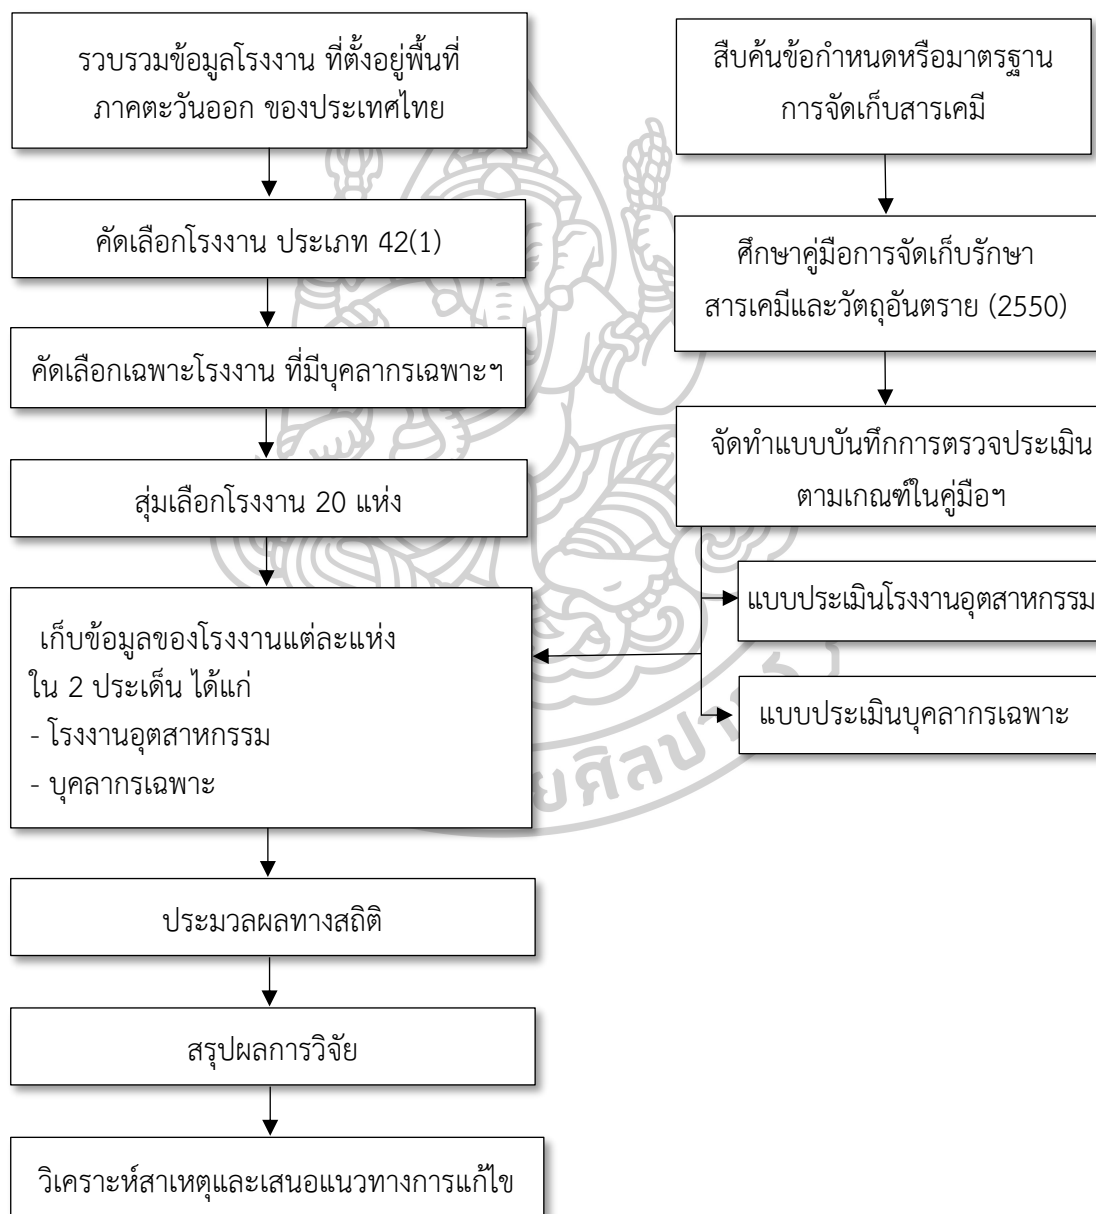 รวบรวมข้อมูลโรงงาน ที่ตั้งอยู่พื้นที่
ภาคตะวันออก ของประเทศไทย
คัดเลือกโรงงาน ประเภท 42(1)
คัดเลือกเฉพาะโรงงาน ที่มีบุคลากรเฉพาะฯ
สุ่มเลือกโรงงาน 20 แห่ง
เก็บข้อมูลของโรงงานแต่ละแห่ง
ใน 2 ประเด็น ได้แก่
- โรงงานอุตสาหกรรม
- บุคลากรเฉพาะ
ประมวลผลทางสถิติ
สรุปผลการวิจัย
วิเคราะห์สาเหตุและเสนอแนวทางการแก้ไข
สืบค้นข้อกำหนดหรือมาตรฐาน
การจัดเก็บสารเคมี
ศึกษาคู่มือการจัดเก็บรักษา
สารเคมีและวัตถุอันตราย (2550)
จัดทำแบบบันทึกการตรวจประเมิน
ตามเกณฑ์ในคู่มือฯ
แบบประเมินโรงงานอุตสาหกรรม
แบบประเมินบุคลากรเฉพาะ